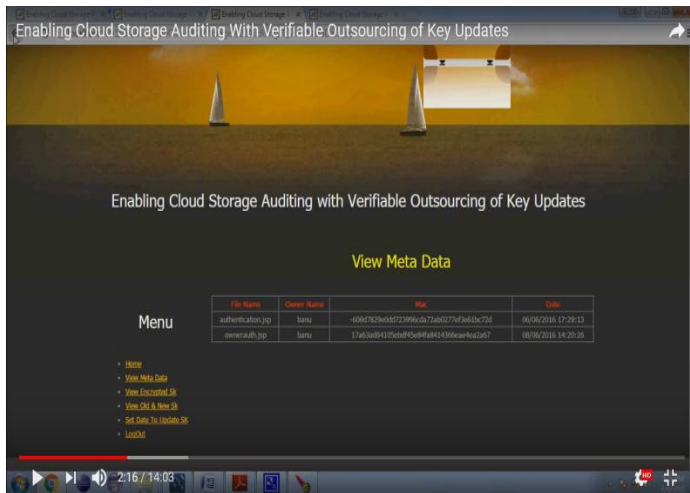 Enabling Cloud Storage Auditing With Verifiable Outsourcing of Key Updates
Enabling Cloud Storage Auditing with Verifiable Outsourcing of Key Updates
View Meta Data
Menu
File Name Owner Name Mac Date
authentication.jsp banu 06/08/2016 17:29:13
ownerauth.jsp banu 08/08/2016 14:20:26
Home
View Meta Data
View Encrypted Sk
View Old & New Sk
Set Date To Update SK
LogOut
2:16 / 14:03
HD